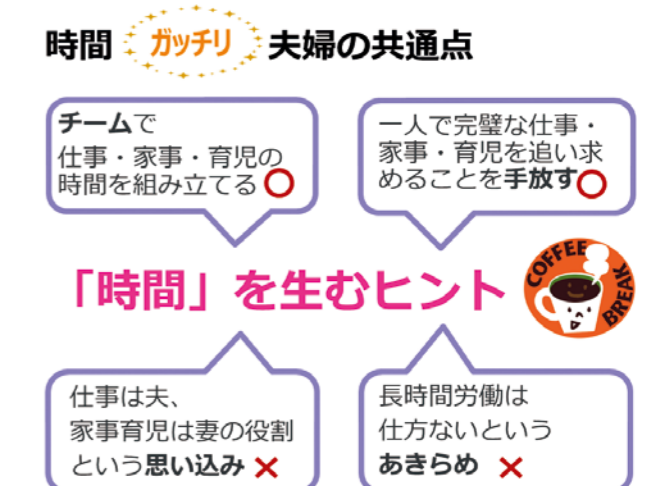 時間 ガッチリ 夫婦の共通点
チームで
仕事・家事・育児の
時間を組み立てる○
一人で完璧な仕事・
家事・育児を追い求
めることを手放す○
「時間」を生むヒント
COFFEE BREAK
仕事は夫、
家事育児は妻の役割
という思い込み ×
長時間労働は
仕方ないという
あきらめ ×